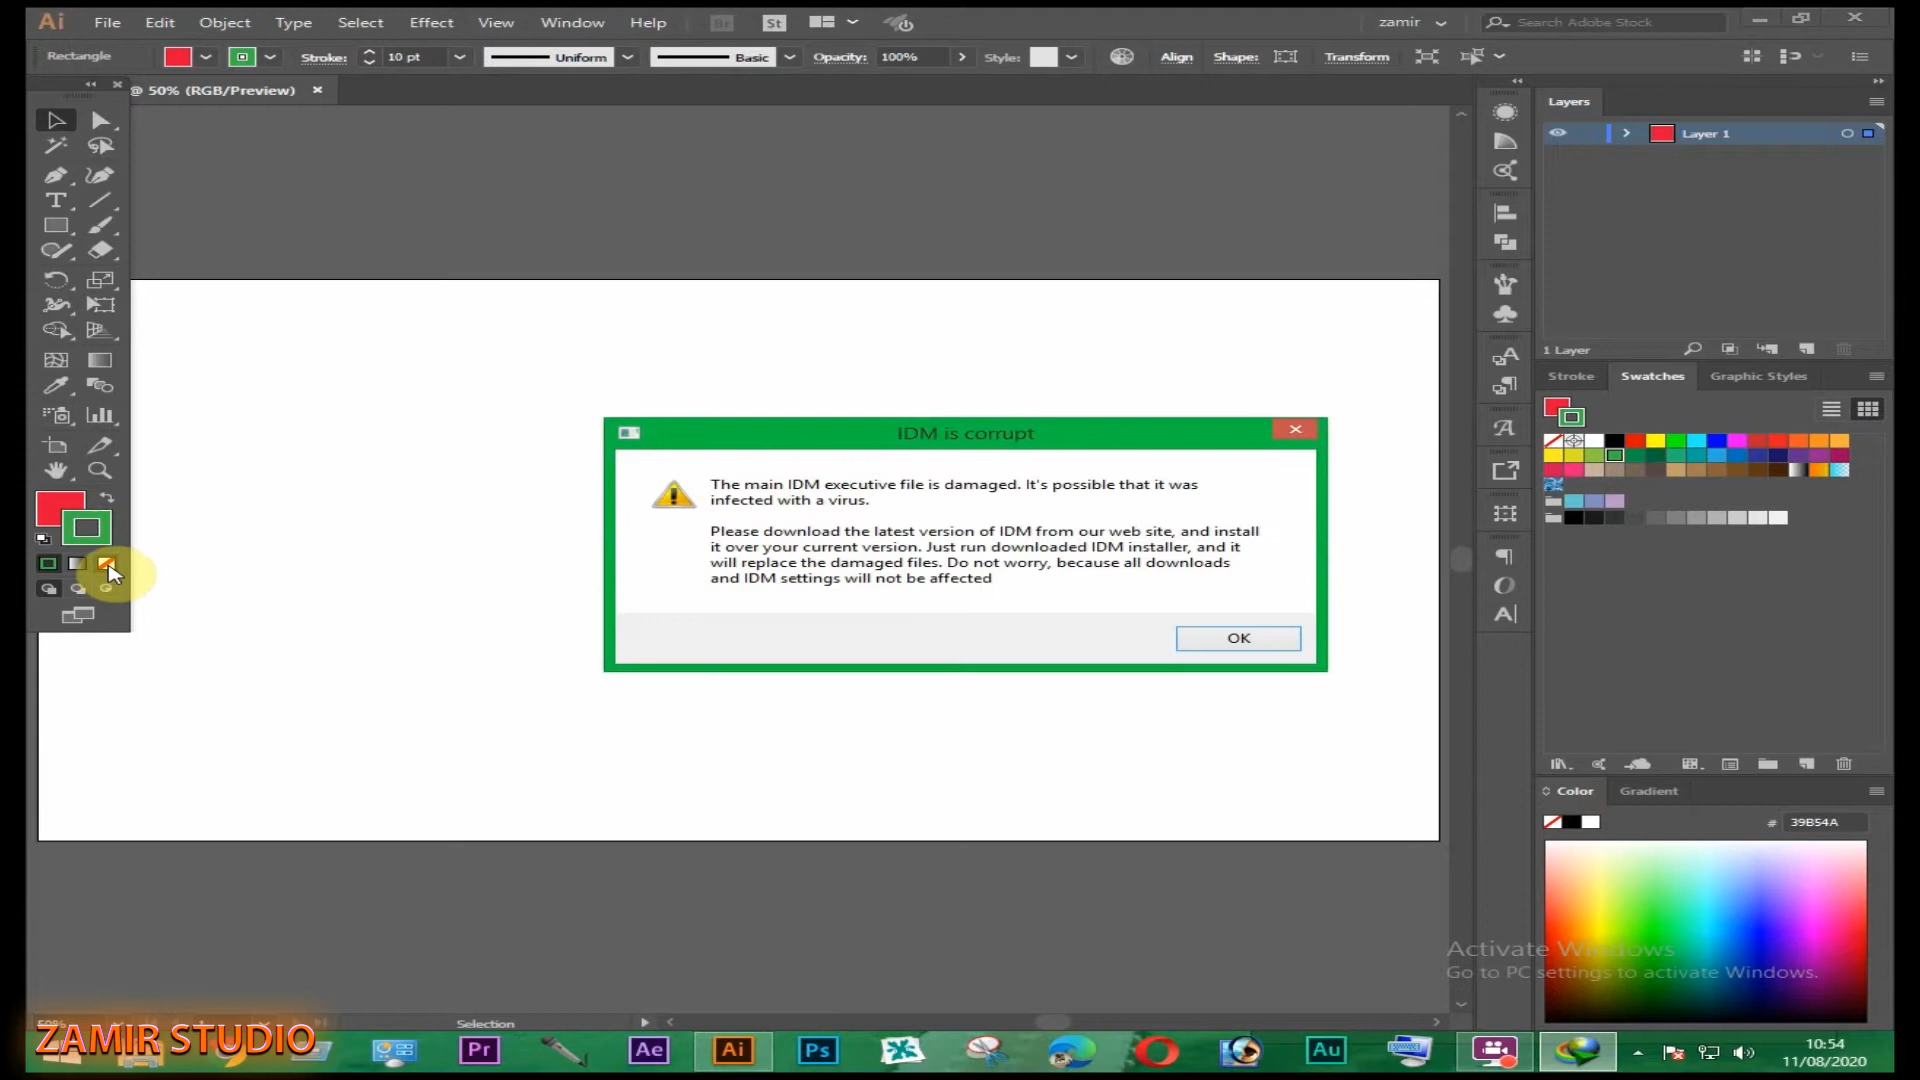 Ai File Edit Object Type Select Effect View Window Help Br St zamir Search Adobe Stock
Rectangle Stroke: 10 pt Uniform Basic Opacity: 100% Style: Align Shape: Transform
@ 50% (RGB/Preview)
Layers
Layer 1
1 Layer
Stroke Swatches Graphic Styles
IDM is corrupt
The main IDM executive file is damaged. It's possible that it was
infected with a virus.
Please download the latest version of IDM from our web site, and install
it over your current version. Just run downloaded IDM installer, and it
will replace the damaged files. Do not worry, because all downloads
and IDM settings will not be affected
OK
Color Gradient
# 39B54A
Activate Windows
Go to PC settings to activate Windows.
Selection
ZAMIR STUDIO
Pr Ae Ai Ps Au
10:54
11/08/2020